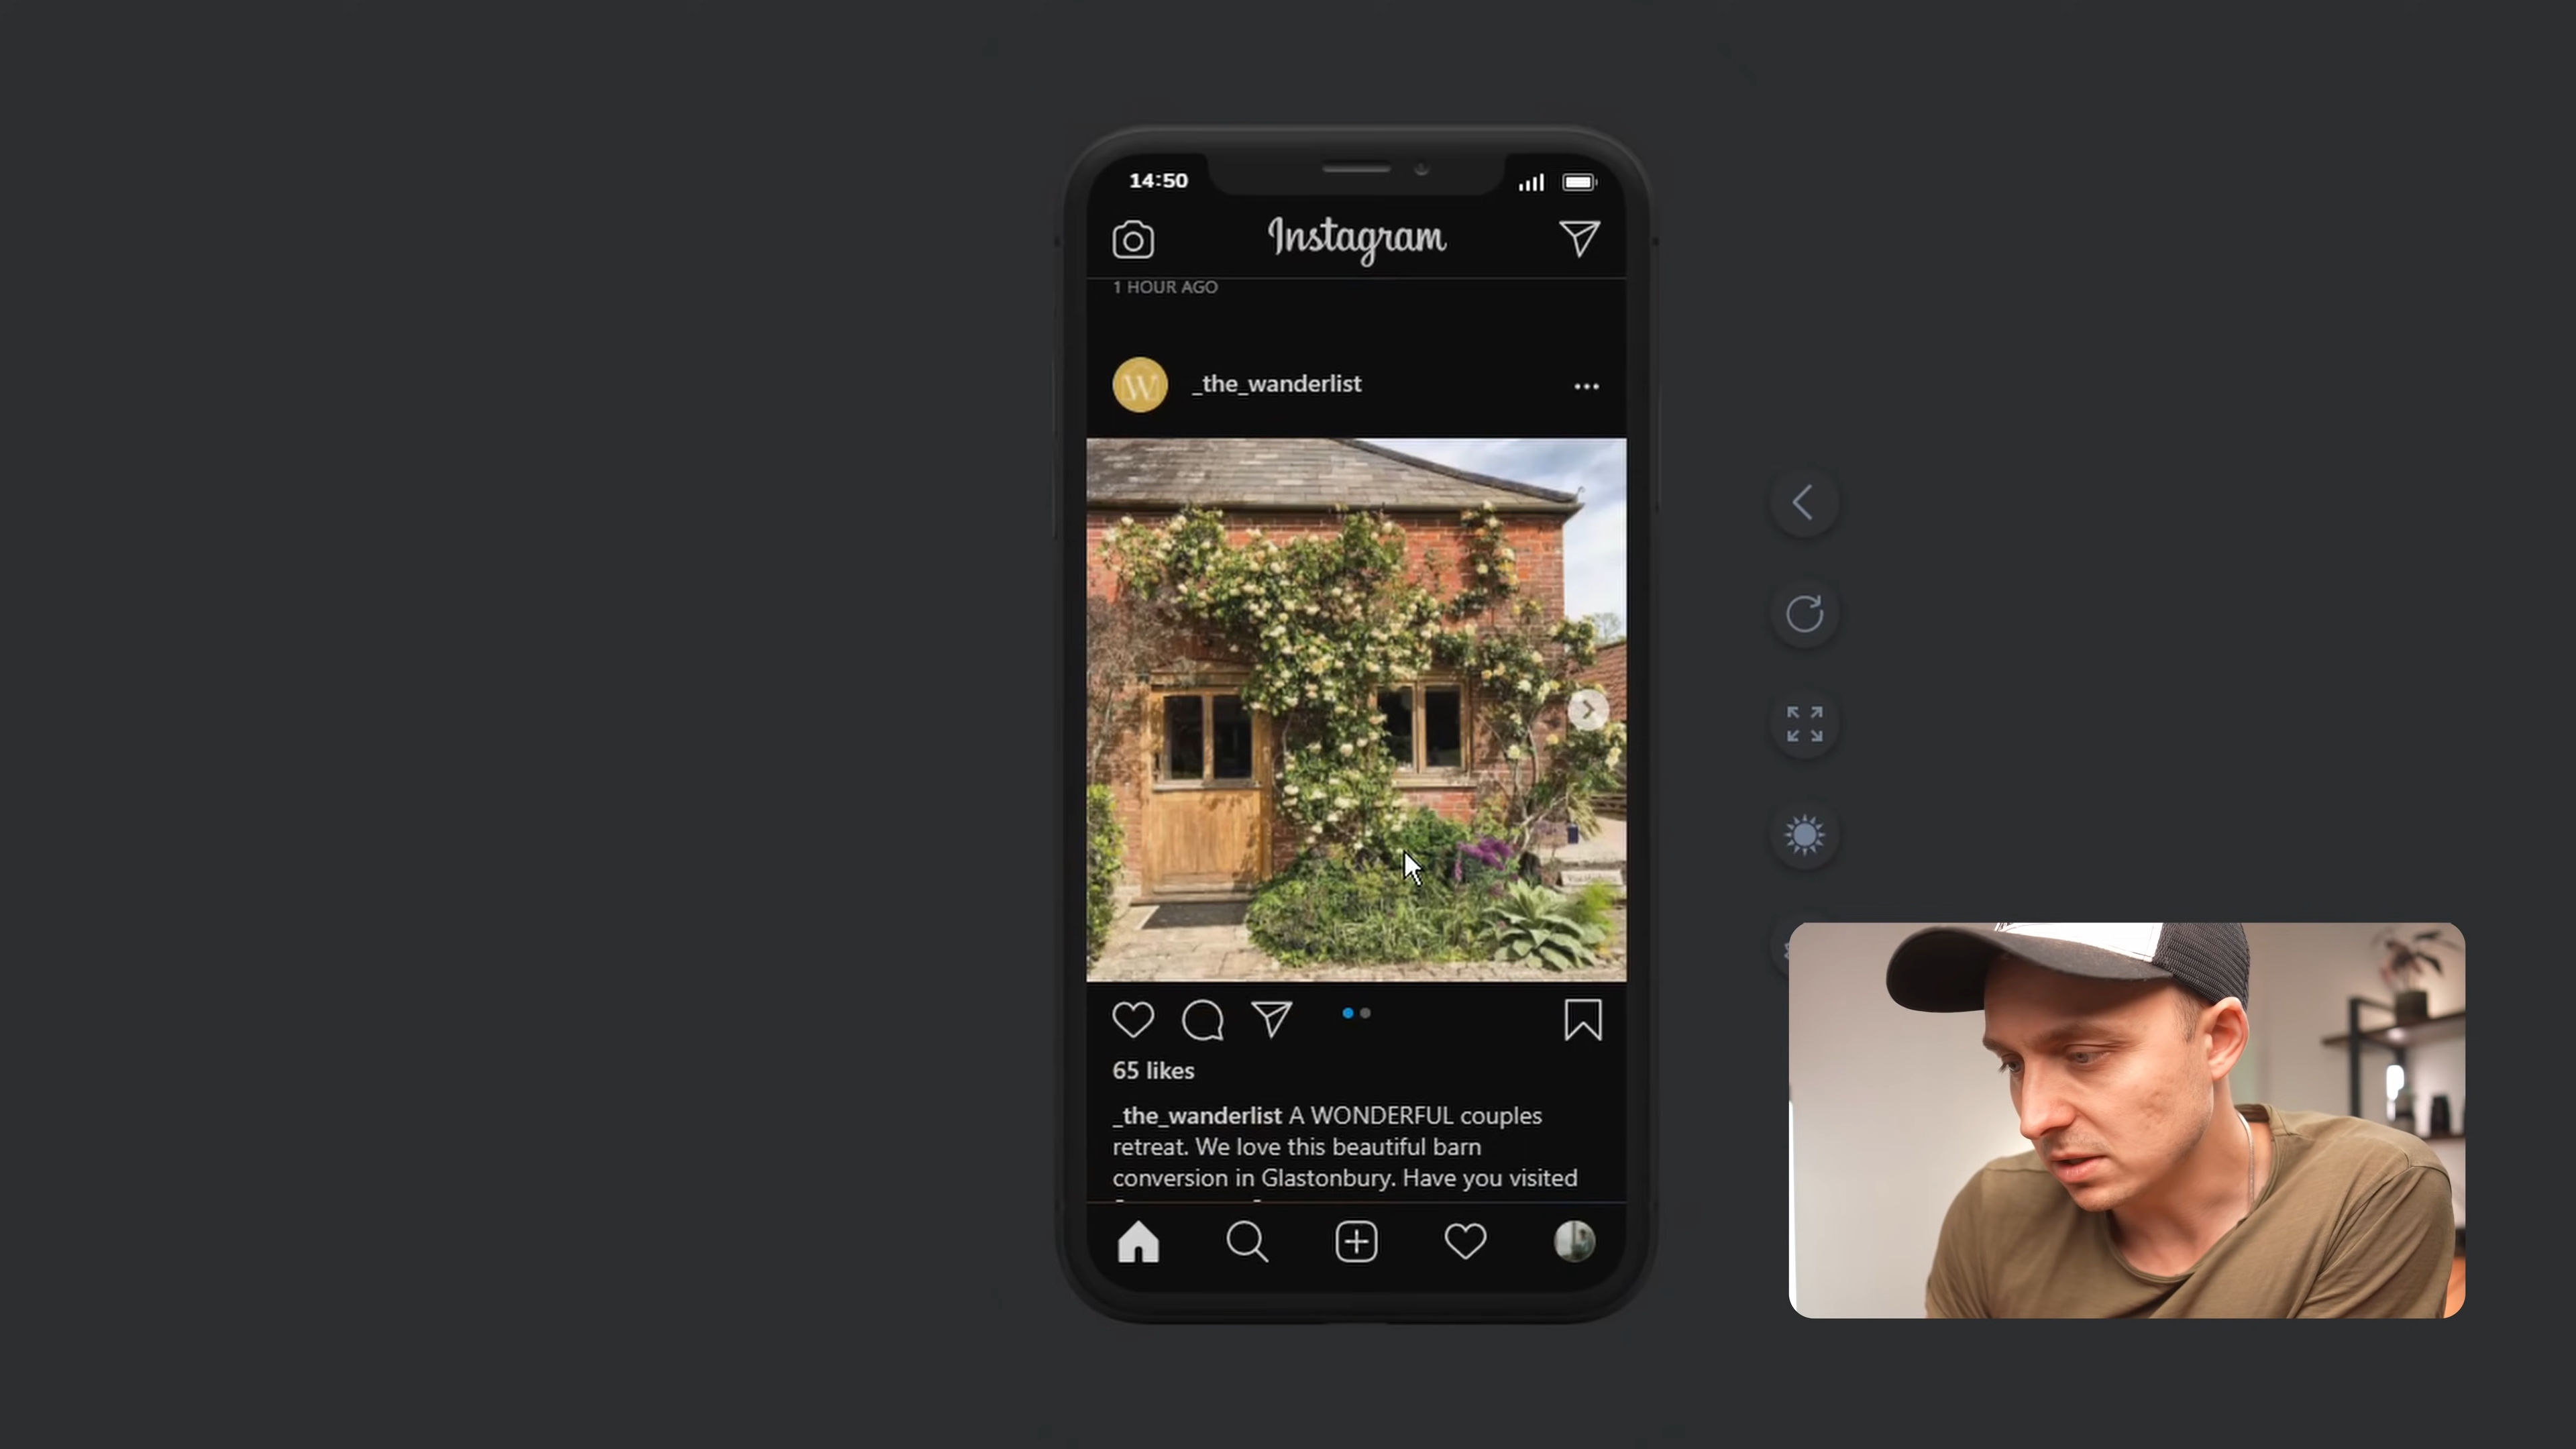 14:50
Instagram
1 HOUR AGO
W
_the_wanderlist
65 likes
_the_wanderlist A WONDERFUL couples
retreat. We love this beautiful barn
conversion in Glastonbury. Have you visited